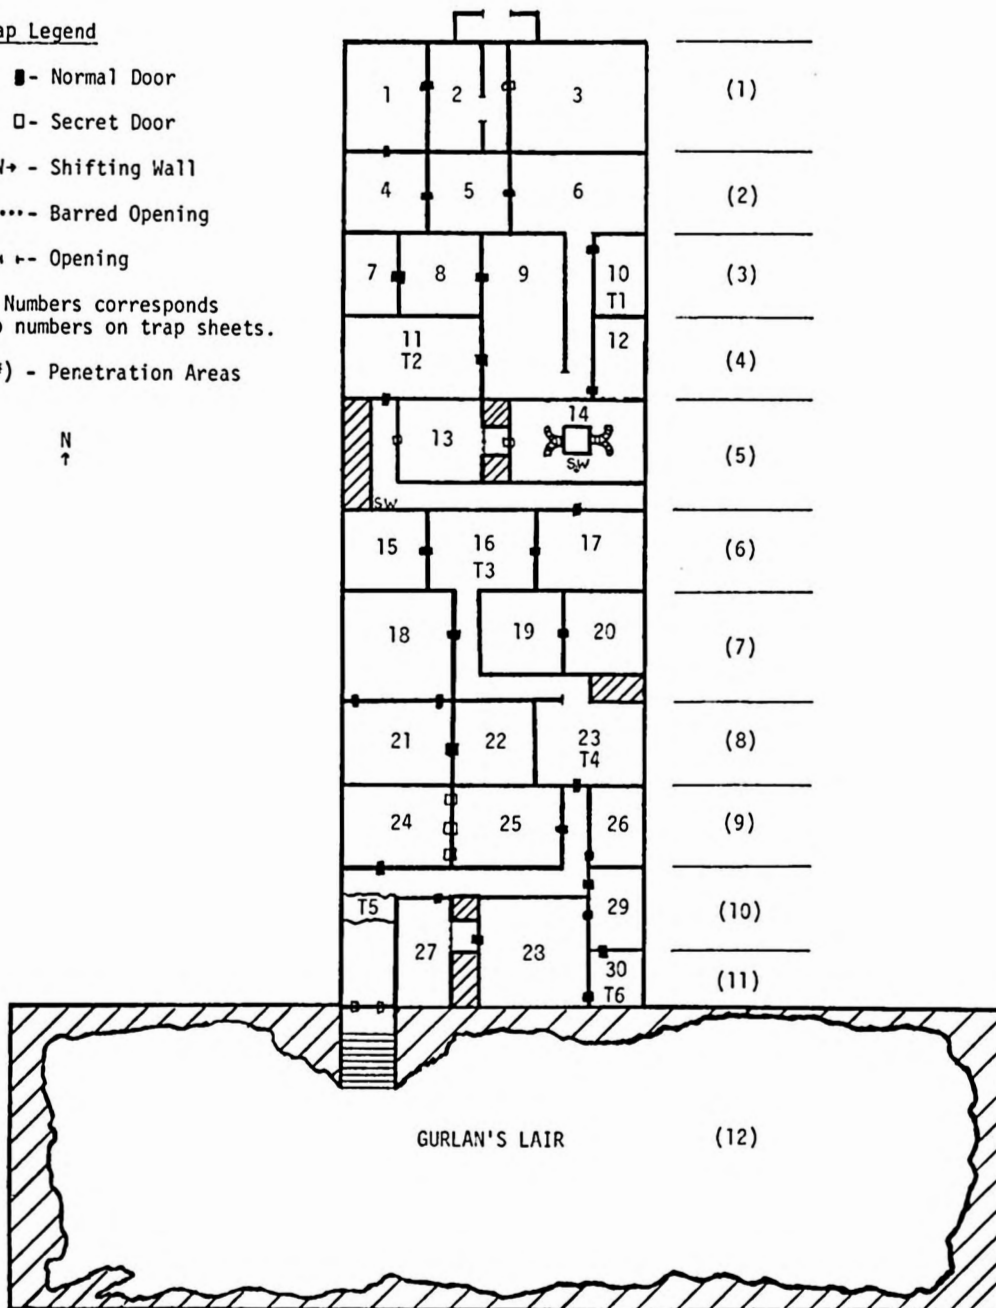 ap Legend
- Normal Door
- Secret Door
W→ - Shifting Wall
- Barred Opening
- Opening
Numbers corresponds
numbers on trap sheets.
) - Penetration Areas
N
↑
1 2 3 (1)
4 5 6 (2)
7 8 9 10 (3)
T1
11 12
T2 (4)
14
13 (5)
SW
SW
15 16 17 (6)
T3
18 19 20 (7)
21 22 23 (8)
T4
24 25 26 (9)
T5 29 (10)
27 23
30 (11)
T6
GURLAN'S LAIR (12)